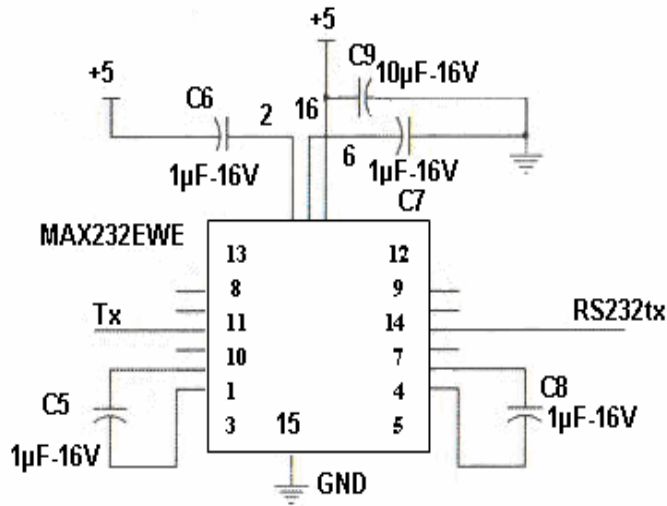 +5
C9
+5
10µF-16V
C6
2
16
6
1µF-16V
1µF-16V
C7
MAX232EWE
13
12
8
9
Tx
11
14
RS232tx
10
7
C5
1
4
C8
3
15
5
1µF-16V
1µF-16V
GND